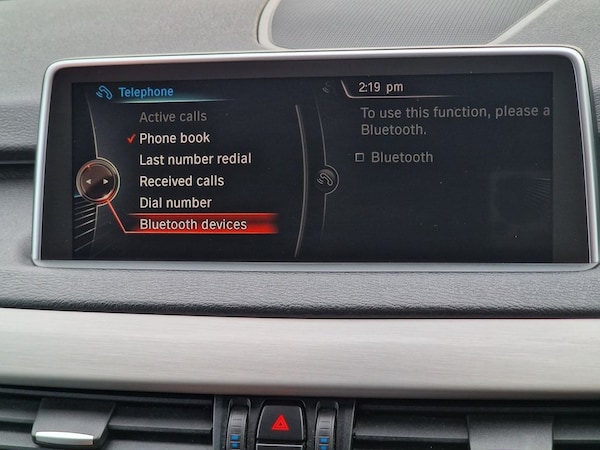 Telephone
2:19 pm
Active calls
Phone book
Last number redial
Received calls
Dial number
Bluetooth devices
To use this function, please a
Bluetooth.
Bluetooth